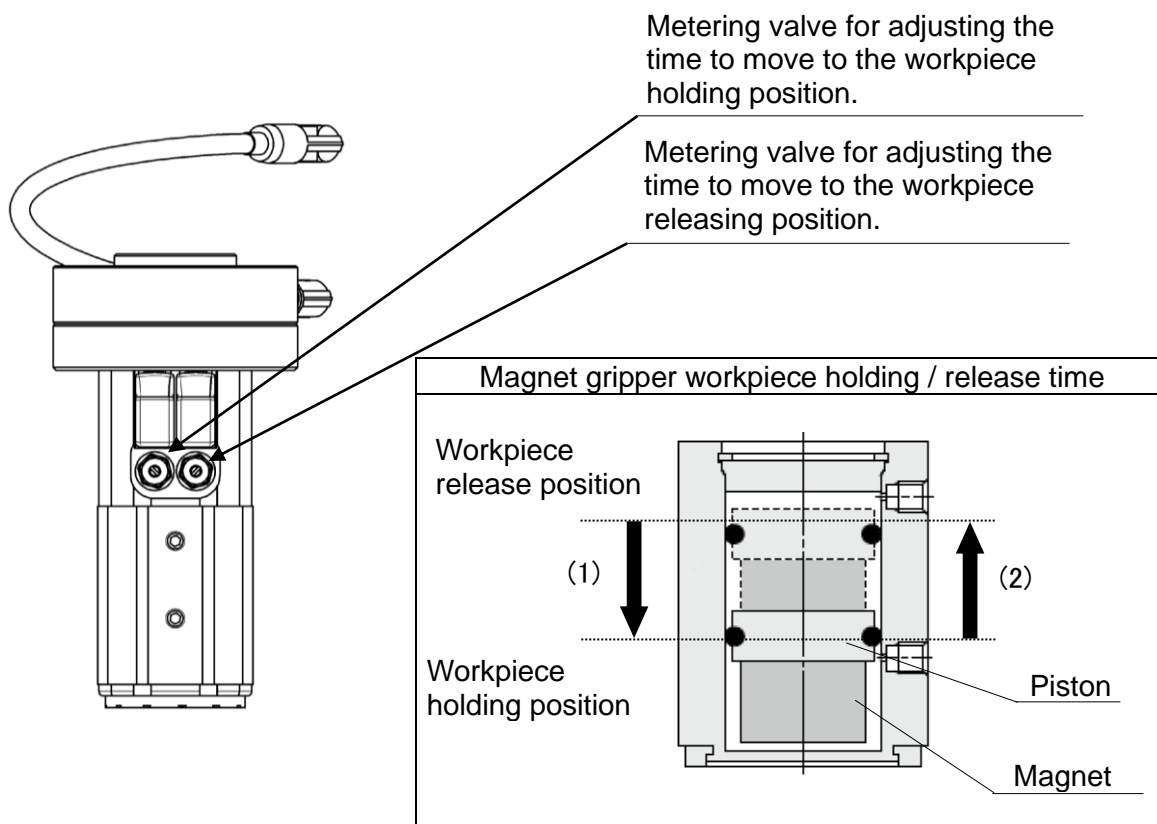 Metering valve for adjusting the
time to move to the workpiece
holding position.
Metering valve for adjusting the
time to move to the workpiece
releasing position.
Magnet gripper workpiece holding / release time
Workpiece
release position
(1)
(2)
Workpiece
holding position
Piston
Magnet